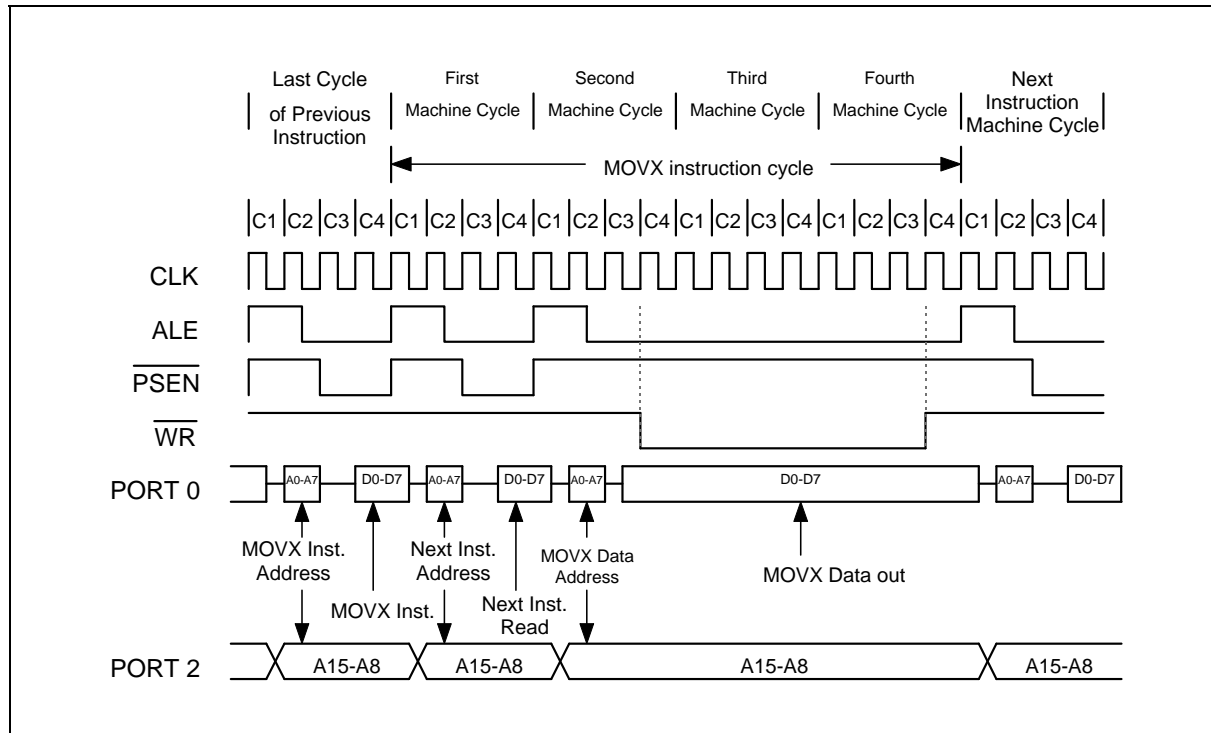 Last Cycle
of Previous
Instruction
First
Machine Cycle
Second
Machine Cycle
Third
Machine Cycle
Fourth
Machine Cycle
Next
Instruction
Machine Cycle
MOVX instruction cycle
C1 C2 C3 C4 C1 C2 C3 C4 C1 C2 C3 C4 C1 C2 C3 C4 C1 C2 C3 C4 C1 C2 C3 C4
CLK
ALE
PSEN
WR
PORT 0
A0-A7 D0-D7 A0-A7 D0-D7 A0-A7 D0-D7 A0-A7 D0-D7
MOVX Inst.
Address
MOVX Inst.
Next Inst.
Address
Next Inst.
Read
MOVX Data
Address
MOVX Data out
PORT 2
A15-A8 A15-A8 A15-A8 A15-A8